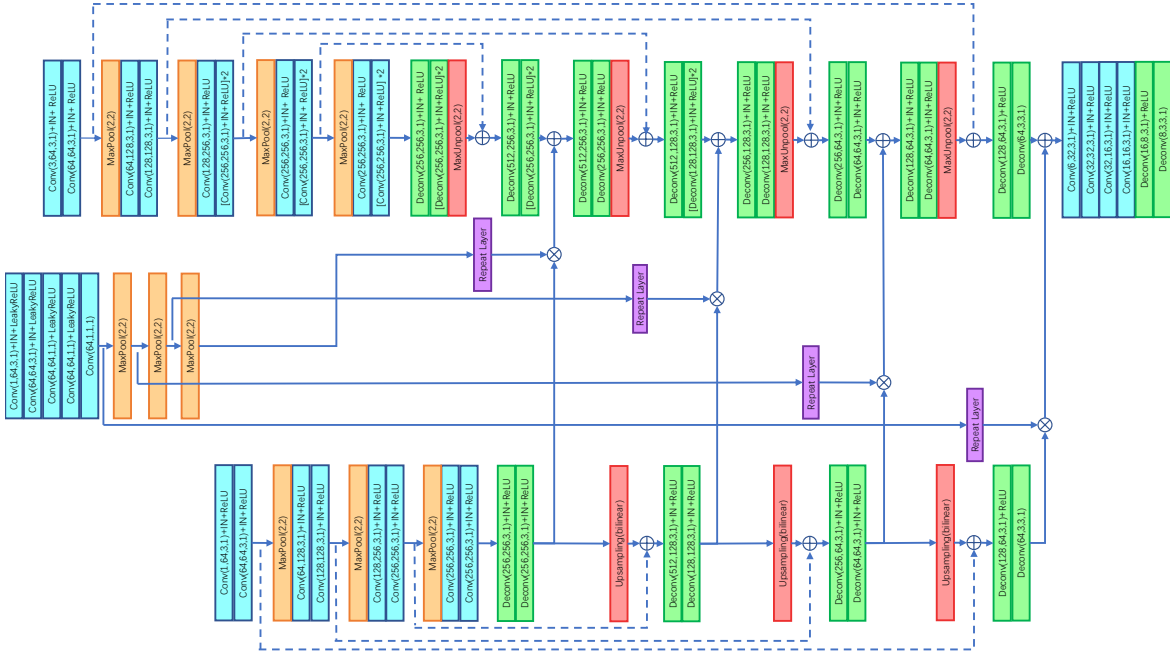 Conv(3,64,3,1)+IN+ReLU
Conv(64,64,3,1)+IN+ReLU
MaxPool(2,2)
Conv(64,128,3,1)+IN+ReLU
Conv(128,128,3,1)+IN+ReLU
MaxPool(2,2)
Conv(128,256,3,1)+IN+ReLU
[Conv(256,256,3,1)+IN+ReLU]*2
MaxPool(2,2)
Conv(256,256,3,1)+IN+ReLU
[Conv(256,256,3,1)+IN+ReLU]*2
MaxPool(2,2)
Conv(256,256,3,1)+IN+ReLU
[Conv(256,256,3,1)+IN+ReLU]*2
Deconv(256,256,3,1)+IN+ReLU
[Deconv(256,256,3,1)+IN+ReLU]*2
MaxUnpool(2,2)
Deconv(512,256,3,1)+IN+ReLU
[Deconv(256,256,3,1)+IN+ReLU]*2
Deconv(512,256,3,1)+IN+ReLU
Deconv(256,256,3,1)+IN+ReLU
MaxUnpool(2,2)
Deconv(512,128,3,1)+IN+ReLU
[Deconv(128,128,3,1)+IN+ReLU]*2
Deconv(256,128,3,1)+IN+ReLU
Deconv(128,128,3,1)+IN+ReLU
MaxUnpool(2,2)
Deconv(256,64,3,1)+IN+ReLU
Deconv(64,64,3,1)+IN+ReLU
Deconv(128,64,3,1)+IN+ReLU
Deconv(64,64,3,1)+IN+ReLU
MaxUnpool(2,2)
Deconv(128,64,3,1)+ReLU
Deconv(64,3,3,1)
Conv(6,32,3,1)+IN+ReLU
Conv(32,32,3,1)+IN+ReLU
Conv(32,16,3,1)+IN+ReLU
Conv(16,16,3,1)+IN+ReLU
Deconv(16,8,3,1)+ReLU
Deconv(8,3,3,1)
Conv(1,64,3,1)+IN+LeakyReLU
Conv(64,64,3,1)+IN+LeakyReLU
Conv(64,64,1,1)+LeakyReLU
Conv(64,64,1,1)+LeakyReLU
Conv(64,1,1,1)
MaxPool(2,2)
MaxPool(2,2)
MaxPool(2,2)
Repeat Layer
Repeat Layer
Repeat Layer
Repeat Layer
Conv(1,64,3,1)+IN+ReLU
Conv(64,64,3,1)+IN+ReLU
MaxPool(2,2)
Conv(64,128,3,1)+IN+ReLU
Conv(128,128,3,1)+IN+ReLU
MaxPool(2,2)
Conv(128,256,3,1)+IN+ReLU
Conv(256,256,3,1)+IN+ReLU
MaxPool(2,2)
Conv(256,256,3,1)+IN+ReLU
Conv(256,256,3,1)+IN+ReLU
Deconv(256,256,3,1)+IN+ReLU
Deconv(256,256,3,1)+IN+ReLU
Upsampling(bilinear)
Deconv(512,128,3,1)+IN+ReLU
Deconv(128,128,3,1)+IN+ReLU
Upsampling(bilinear)
Deconv(256,64,3,1)+IN+ReLU
Deconv(64,64,3,1)+IN+ReLU
Upsampling(bilinear)
Deconv(128,64,3,1)+ReLU
Deconv(64,3,3,1)